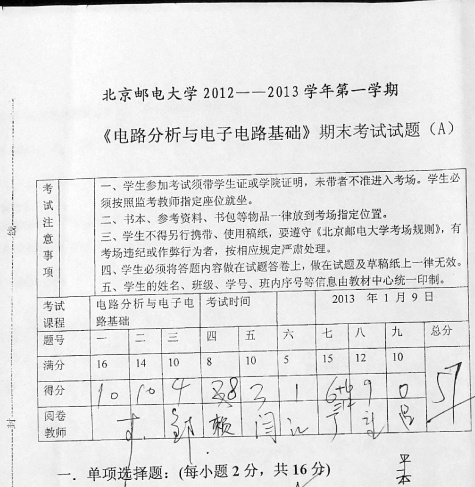 北京邮电大学2012——2013学年第一学期
《电路分析与电子电路基础》期末考试试题（A）
考试注意事项
一、学生参加考试须带学生证或学院证明，未带者不准进入考场。学生必
须按照监考教师指定座位就坐。
二、书本、参考资料、书包等物品一律放到考场指定位置。
三、学生不得另行携带、使用稿纸，要遵守《北京邮电大学考场规则》，有
考场违纪或作弊行为者，按相应规定严肃处理。
四、学生必须将答题内容做在试题答卷上，做在试题及草稿纸上一律无效。
五、学生的姓名、班级、学号、班内序号等信息由教材中心统一印制。
考试课程 电路分析与电子电路基础 考试时间 2013 年 1 月 9 日
题号 一 二 三 四 五 六 七 八 九 总分
满分 16 14 10 8 10 5 15 12 10
得分 10 10 4 8 3 1 6+6 9 0 57
阅卷教师
一．单项选择题：(每小题 2 分，共 16 分)